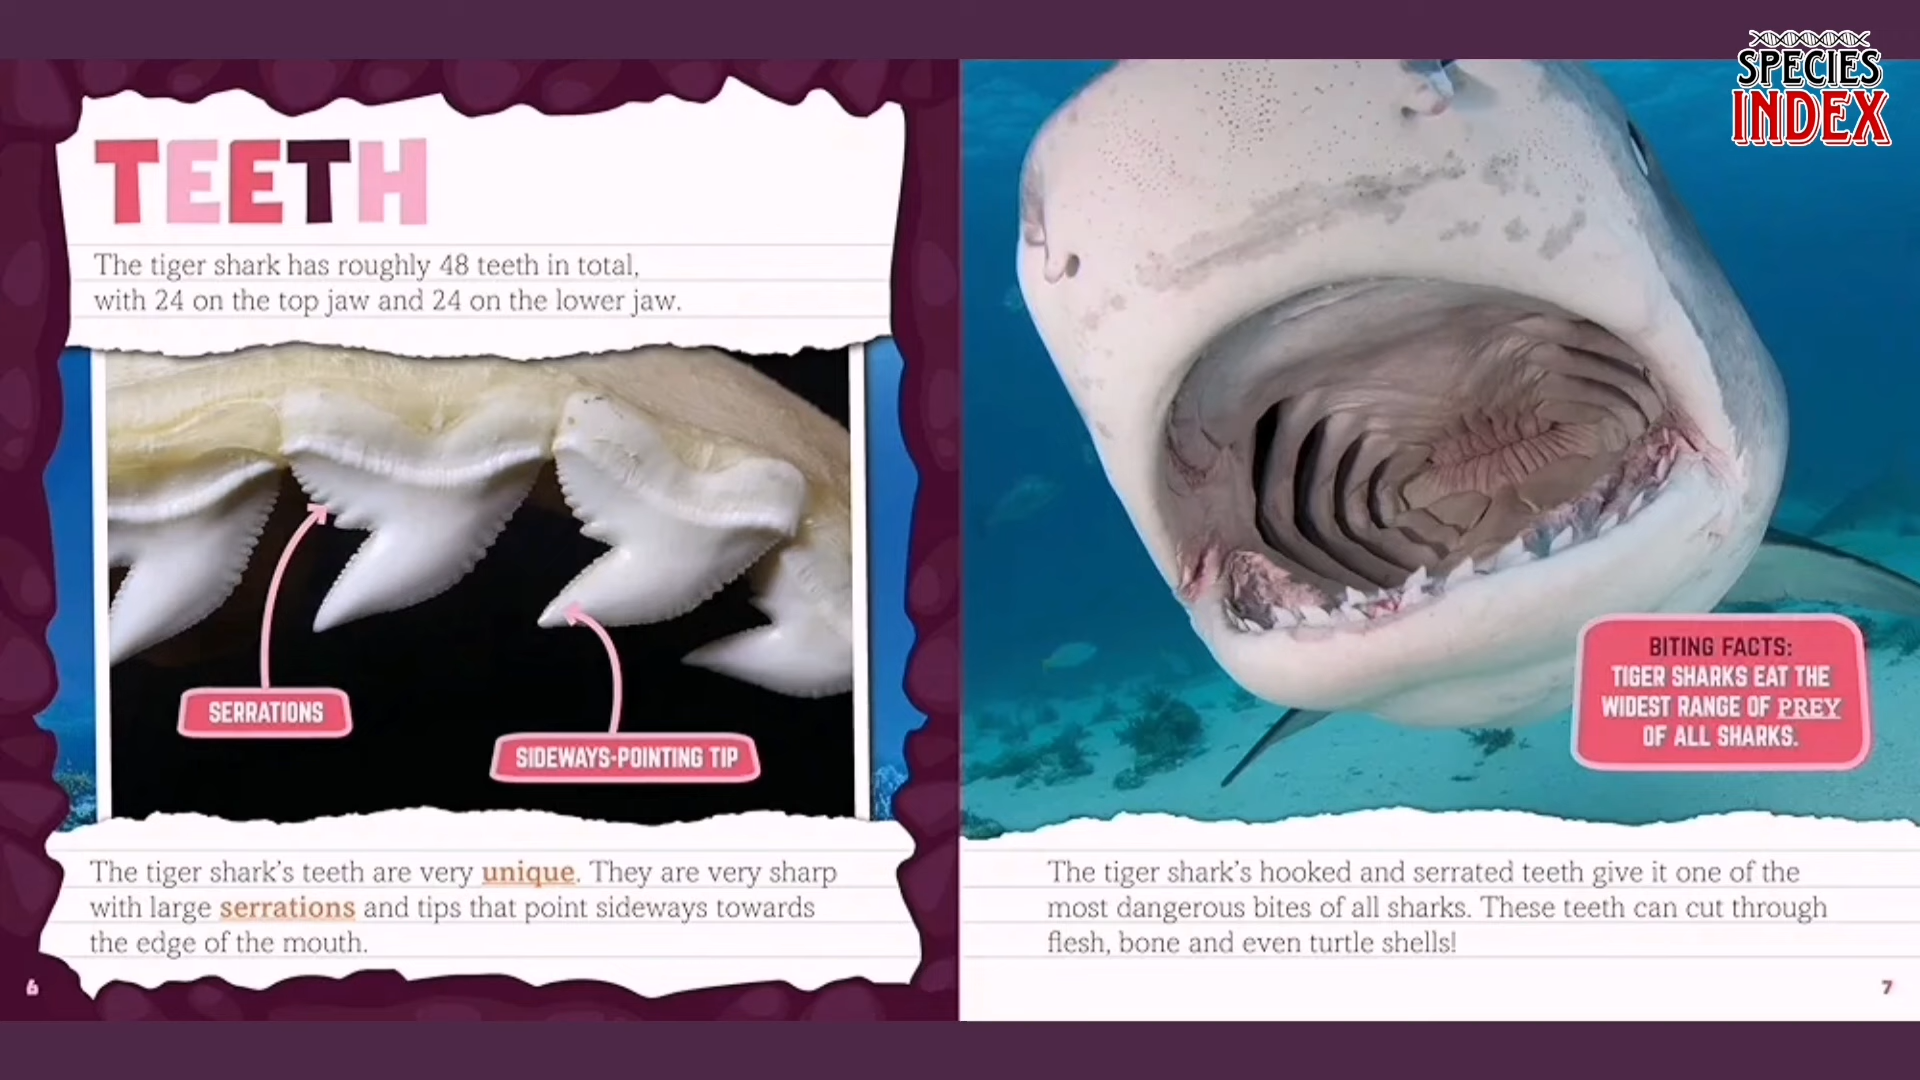 TEETH
The tiger shark has roughly 48 teeth in total,
with 24 on the top jaw and 24 on the lower jaw.
SERRATIONS
SIDEWAYS-POINTING TIP
The tiger shark’s teeth are very unique. They are very sharp
with large serrations and tips that point sideways towards
the edge of the mouth.
6
SPECIES
INDEX
BITING FACTS:
TIGER SHARKS EAT THE
WIDEST RANGE OF PREY
OF ALL SHARKS.
The tiger shark’s hooked and serrated teeth give it one of the
most dangerous bites of all sharks. These teeth can cut through
flesh, bone and even turtle shells!
7